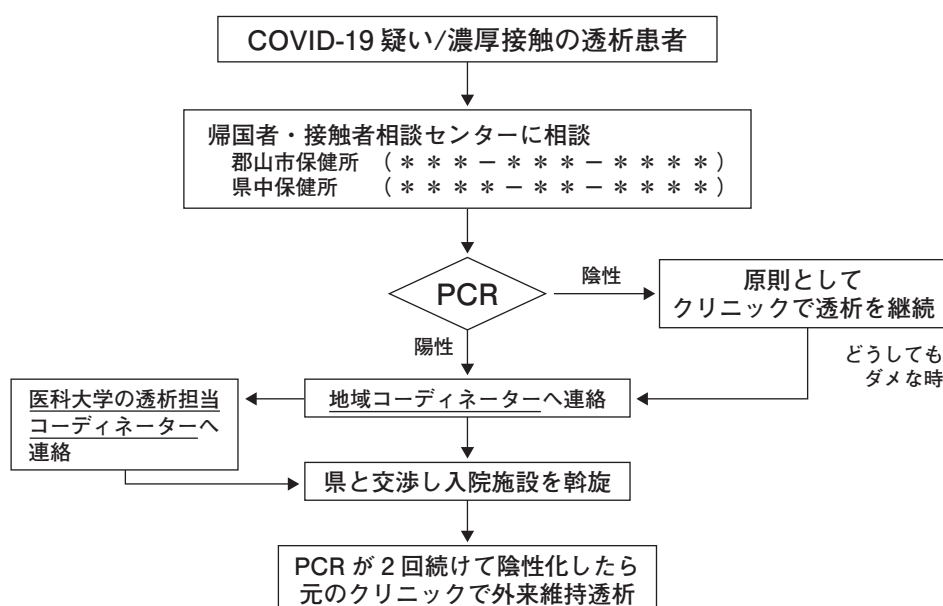 COVID-19 疑い/濃厚接触の透析患者
帰国者・接触者相談センターに相談
郡山市保健所 (＊＊＊－＊＊＊－＊＊＊＊)
県中保健所 (＊＊＊＊－＊＊－＊＊＊＊)
PCR
陰性
原則として
クリニックで透析を継続
陽性
どうしても
ダメな時
医科大学の透析担当
コーディネーターへ
連絡
地域コーディネーターへ連絡
県と交渉し入院施設を斡旋
PCR が 2 回続けて陰性化したら
元のクリニックで外来維持透析